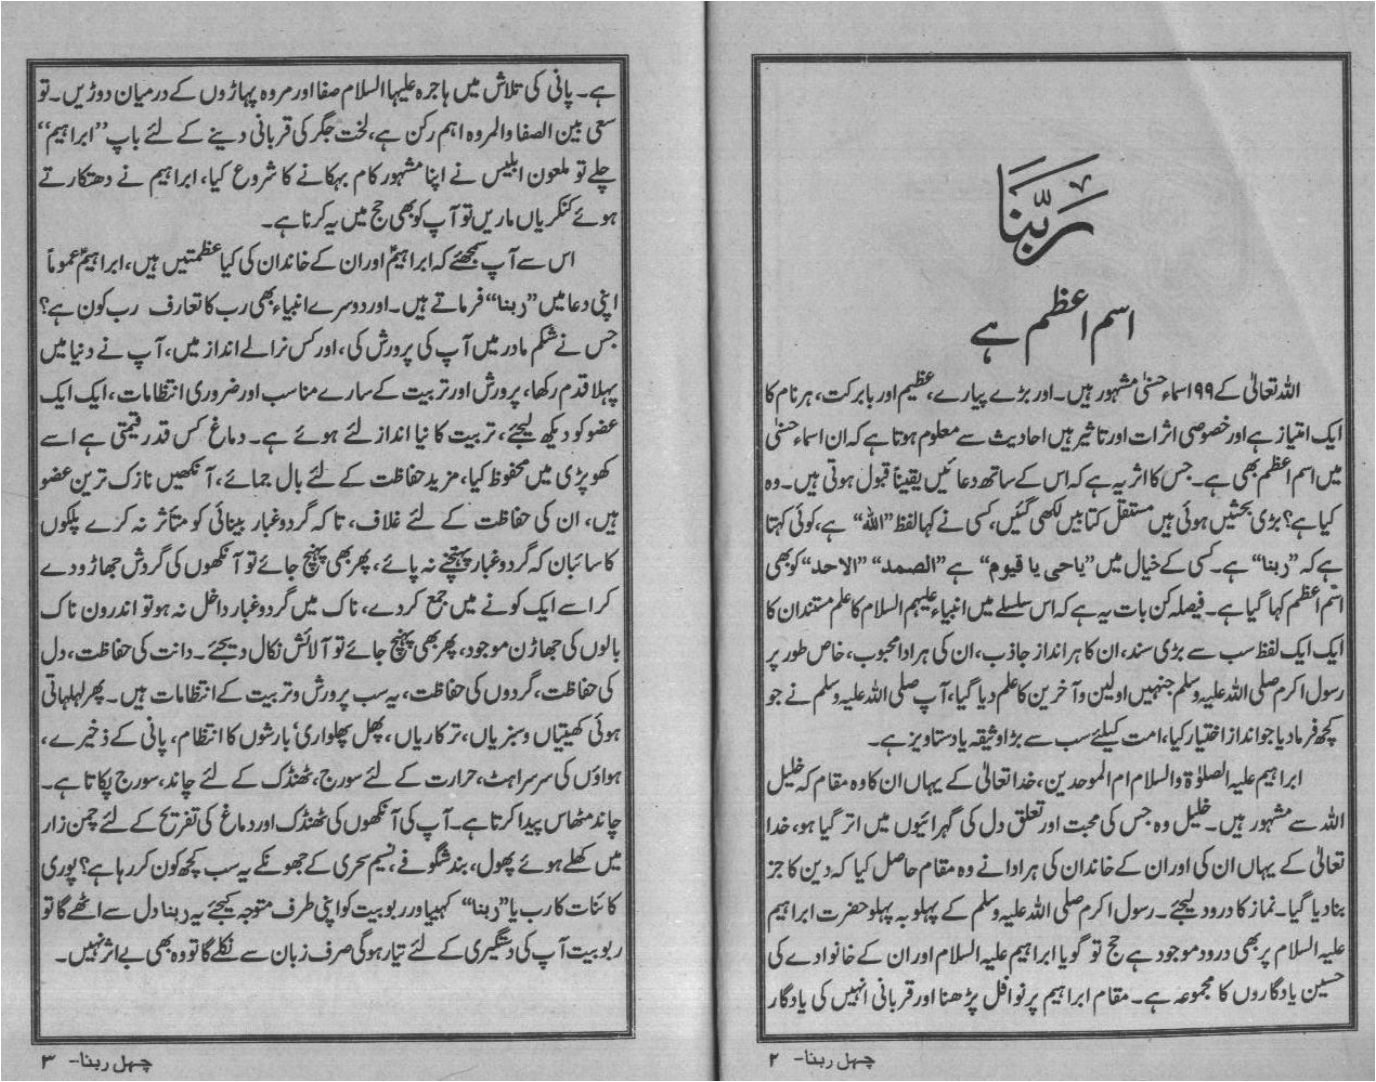 رَبَّنَا
اسم اعظم ہے
اللہ تعالیٰ کے ۹۹ اسماء حسنیٰ مشہور ہیں۔ اور بڑے پیارے، عظیم اور بابرکت، ہر نام کا
ایک امتیاز ہے اور خصوصی اثرات اور تاثیر ہیں احادیث سے معلوم ہوتا ہے کہ ان اسماء حسنیٰ
میں اسم اعظم بھی ہے۔ جس کا اثر یہ ہے کہ اس کے ساتھ دعائیں یقیناً قبول ہوتی ہیں۔ وہ
کیا ہے؟ بڑی بحثیں ہوئی ہیں مستقل کتابیں لکھی گئیں، کسی نے کہا لفظ ”اللہ“ ہے، کوئی کہتا
ہے کہ ”ربنا“ ہے۔ کسی کے خیال میں ”یاحی یا قیوم“ ہے ”الصمد“ ”الاحد“ کو بھی
اسم اعظم کہا گیا ہے۔ فیصلہ کن بات یہ ہے کہ اس سلسلے میں انبیاء علیہم السلام کا علم مستند ان کا
ایک ایک لفظ سب سے بڑی سند، ان کا ہر انداز جاذب، ان کی ہر ادا محبوب، خاص طور پر
رسول اکرم صلی اللہ علیہ وسلم جنہیں اولین و آخرین کا علم دیا گیا، آپ صلی اللہ علیہ وسلم نے جو
کچھ فرمادیا جو انداز اختیار کیا، امت کیلئے سب سے بڑا وثیقہ یا دستاویز ہے۔
ابراہیم علیہ الصلوٰۃ والسلام ام الموحدین، خدا تعالیٰ کے یہاں ان کا وہ مقام کہ خلیل
اللہ سے مشہور ہیں۔ خلیل وہ جس کی محبت اور تعلق دل کی گہرائیوں میں اتر گیا ہو، خدا
تعالیٰ کے یہاں ان کی اور ان کے خاندان کی ہر ادا نے وہ مقام حاصل کیا کہ دین کا جز
بنا دیا گیا۔ نماز کا درود لیجئے۔ رسول اکرم صلی اللہ علیہ وسلم کے پہلو بہ پہلو حضرت ابراہیم
علیہ السلام پر بھی درود موجود ہے حج تو گویا ابراہیم علیہ السلام اور ان کے خانوادے کی
حسین یادگاروں کا مجموعہ ہے۔ مقام ابراہیم پر نوافل پڑھنا اور قربانی انہیں کی یادگار
چہل ربنا- ۲
ہے۔ پانی کی تلاش میں ہاجرہ علیہا السلام صفا اور مروہ پہاڑوں کے درمیان دوڑیں۔ تو
سعی بین الصفا والمروہ اہم رکن ہے، لخت جگر کی قربانی دینے کے لئے باپ ”ابراہیم“
چلے تو ملعون ابلیس نے اپنا مشہور کام بہکانے کا شروع کیا، ابراہیم نے دھتکارتے
ہوئے کنکریاں ماریں تو آپ کو بھی حج میں یہ کرنا ہے۔
اس سے آپ سمجھئے کہ ابراہیمؑ اور ان کے خاندان کی کیا عظمتیں ہیں، ابراہیمؑ عموماً
اپنی دعا میں ”ربنا“ فرماتے ہیں۔ اور دوسرے انبیاء بھی رب کا تعارف رب کون ہے؟
جس نے شکم مادر میں آپ کی پرورش کی، اور کس نرالے انداز میں، آپ نے دنیا میں
پہلا قدم رکھا، پرورش اور تربیت کے سارے مناسب اور ضروری انتظامات، ایک ایک
عضو کو دیکھ لیجئے، تربیت کا نیا انداز لئے ہوئے ہے۔ دماغ کس قدر قیمتی ہے اسے
کھوپڑی میں محفوظ کیا، مزید حفاظت کے لئے بال جمائے، آنکھیں نازک ترین عضو
ہیں، ان کی حفاظت کے لئے غلاف، تاکہ گردوغبار بینائی کو متأثر نہ کرے پلکوں
کا سائبان کہ گردوغبار پہنچنے نہ پائے، پھر بھی پہنچ جائے تو آنکھوں کی گردش جھاڑو دے
کر اسے ایک کونے میں جمع کردے، ناک میں گردوغبار داخل نہ ہو تو اندرون ناک
بالوں کی جھاڑن موجود، پھر بھی پہنچ جائے تو آلائش نکال دیجئے۔ دانت کی حفاظت، دل
کی حفاظت، گردوں کی حفاظت، یہ سب پرورش و تربیت کے انتظامات ہیں۔ پھر لہلہاتی
ہوئی کھیتیاں و سبزیاں، ترکاریاں، پھل پھلواری، بارشوں کا انتظام، پانی کے ذخیرے،
ہواؤں کی سرسراہٹ، حرارت کے لئے سورج، ٹھنڈک کے لئے چاند، سورج پکاتا ہے۔
چاند مٹھاس پیدا کرتا ہے۔ آپ کی آنکھوں کی ٹھنڈک اور دماغ کی تفریح کے لئے چمن زار
میں کھلے ہوئے پھول، بند شگوفے، نسیم سحری کے جھونکے یہ سب کچھ کون کررہا ہے؟ پوری
کائنات کا رب یا ”ربنا“ کہیے اور ربوبیت کو اپنی طرف متوجہ کیجئے یہ ربنا دل سے اٹھے گا تو
ربوبیت آپ کی دستگیری کے لئے تیار ہوگی صرف زبان سے نکلے گا تو وہ بھی بے اثر نہیں۔
چہل ربنا- ۳